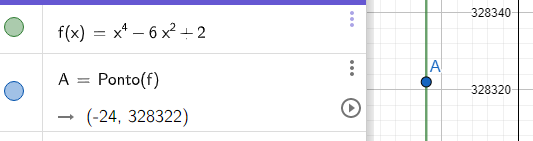 f(x) = x⁴ − 6 x² + 2
A = Ponto(f)
→ (-24, 328322)
328340
A
328320